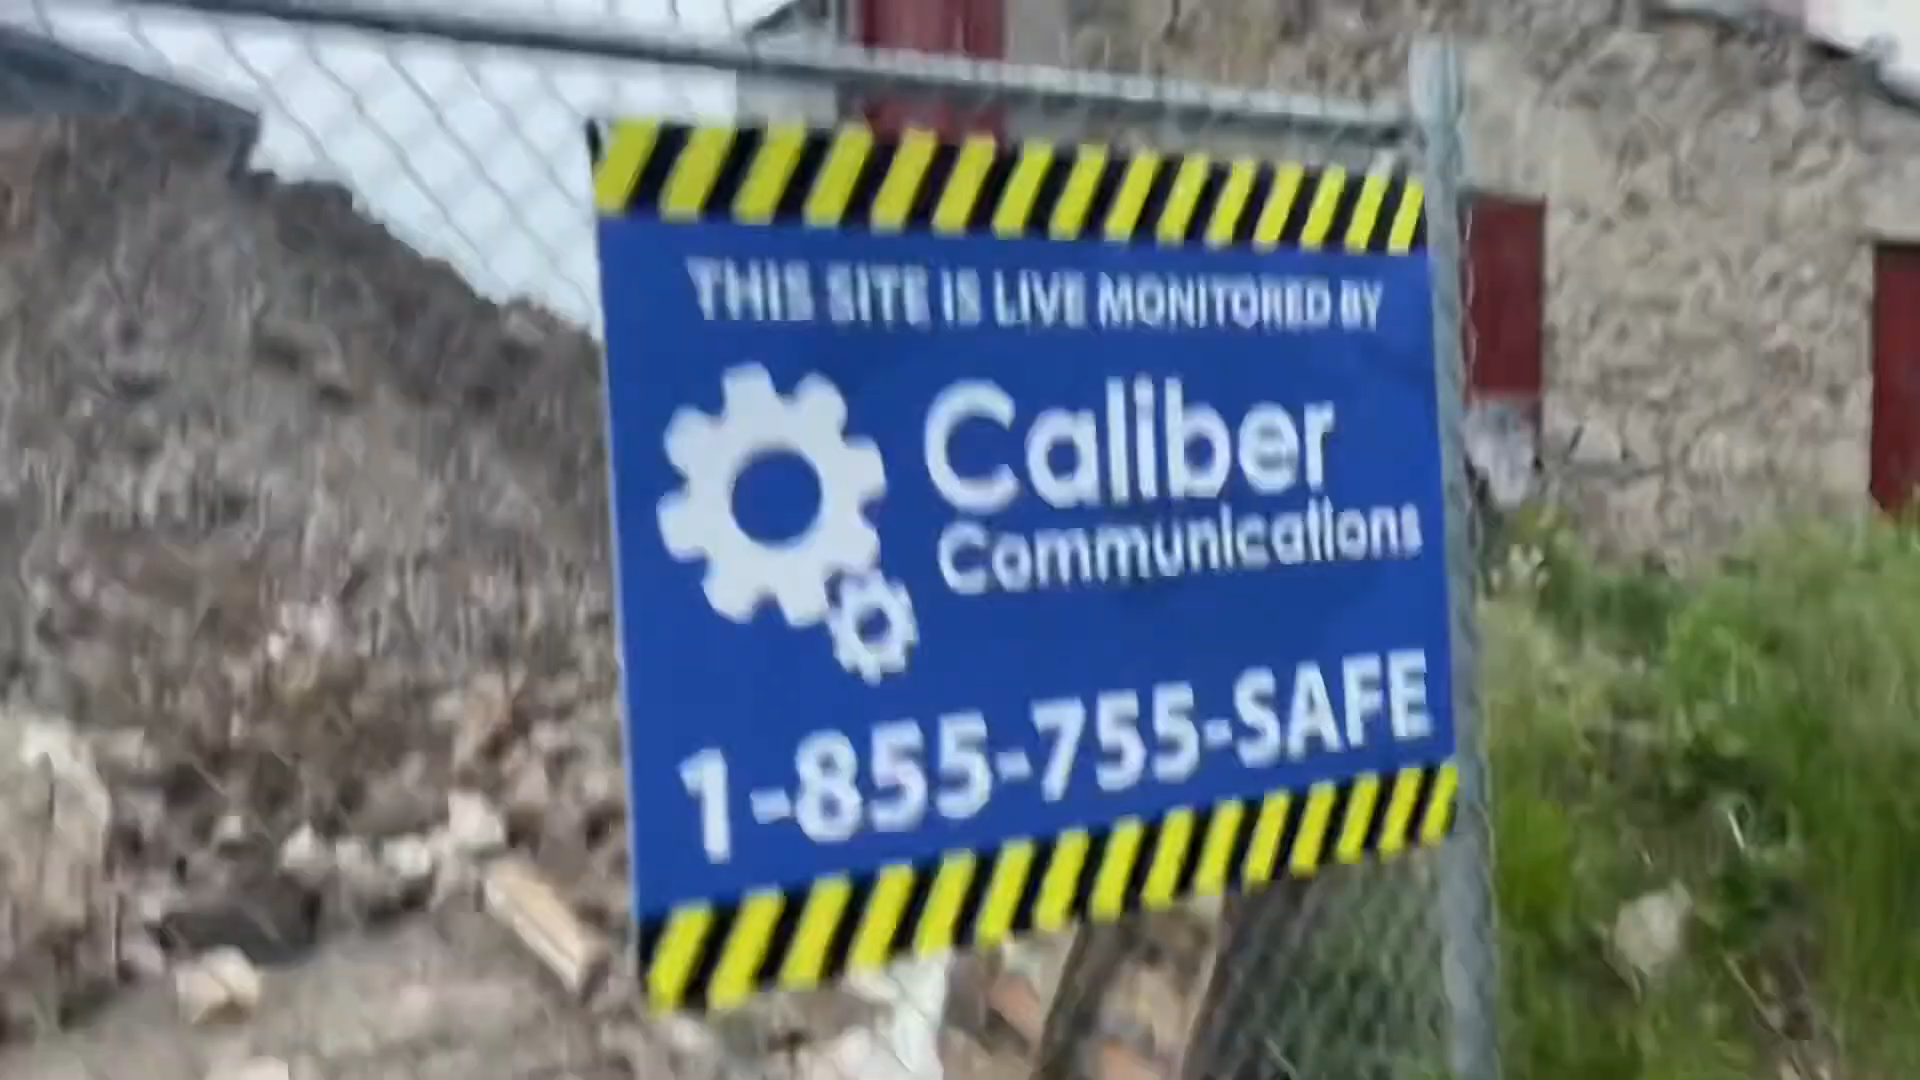 THIS SITE IS LIVE MONITORED BY
Caliber
Communications
1-855-755-SAFE